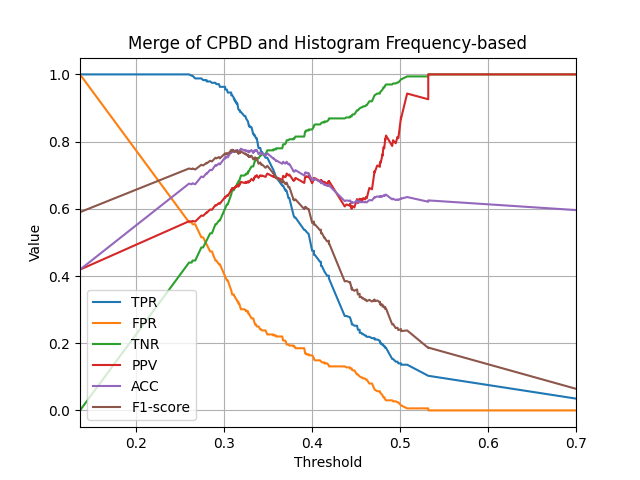 Merge of CPBD and Histogram Frequency-based
1.0
0.8
0.6
0.4
0.2
0.0
Value
TPR
FPR
TNR
PPV
ACC
F1-score
0.2 0.3 0.4 0.5 0.6 0.7
Threshold